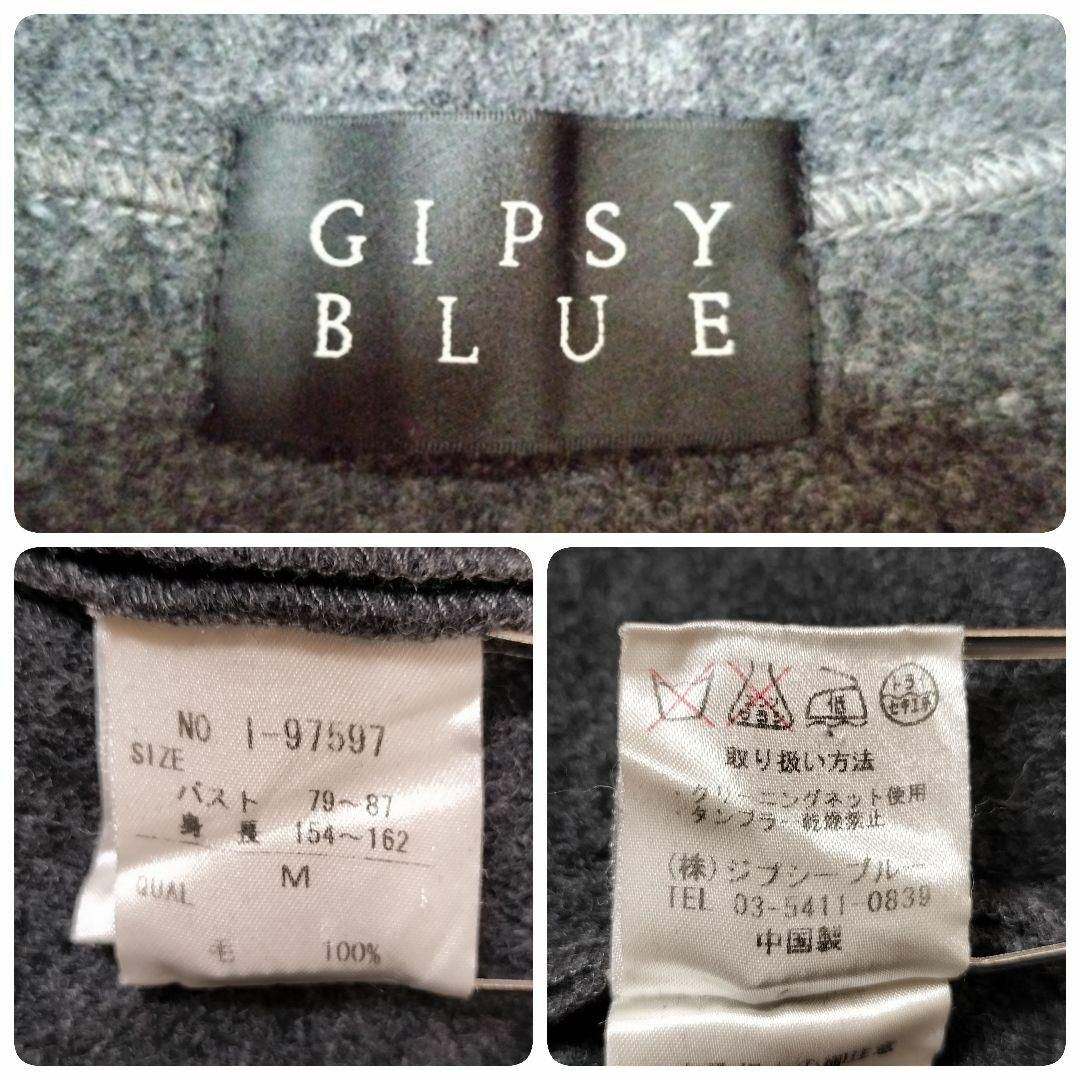 GIPSY
BLUE
NO I-97597
SIZE
バスト 79~87
身長 154~162
M
QUAL
毛 100%
低
取り扱い方法
クリーニングネット使用
タンブラー乾燥禁止
(株)ジプシーブルー
TEL 03-5411-0839
中国製